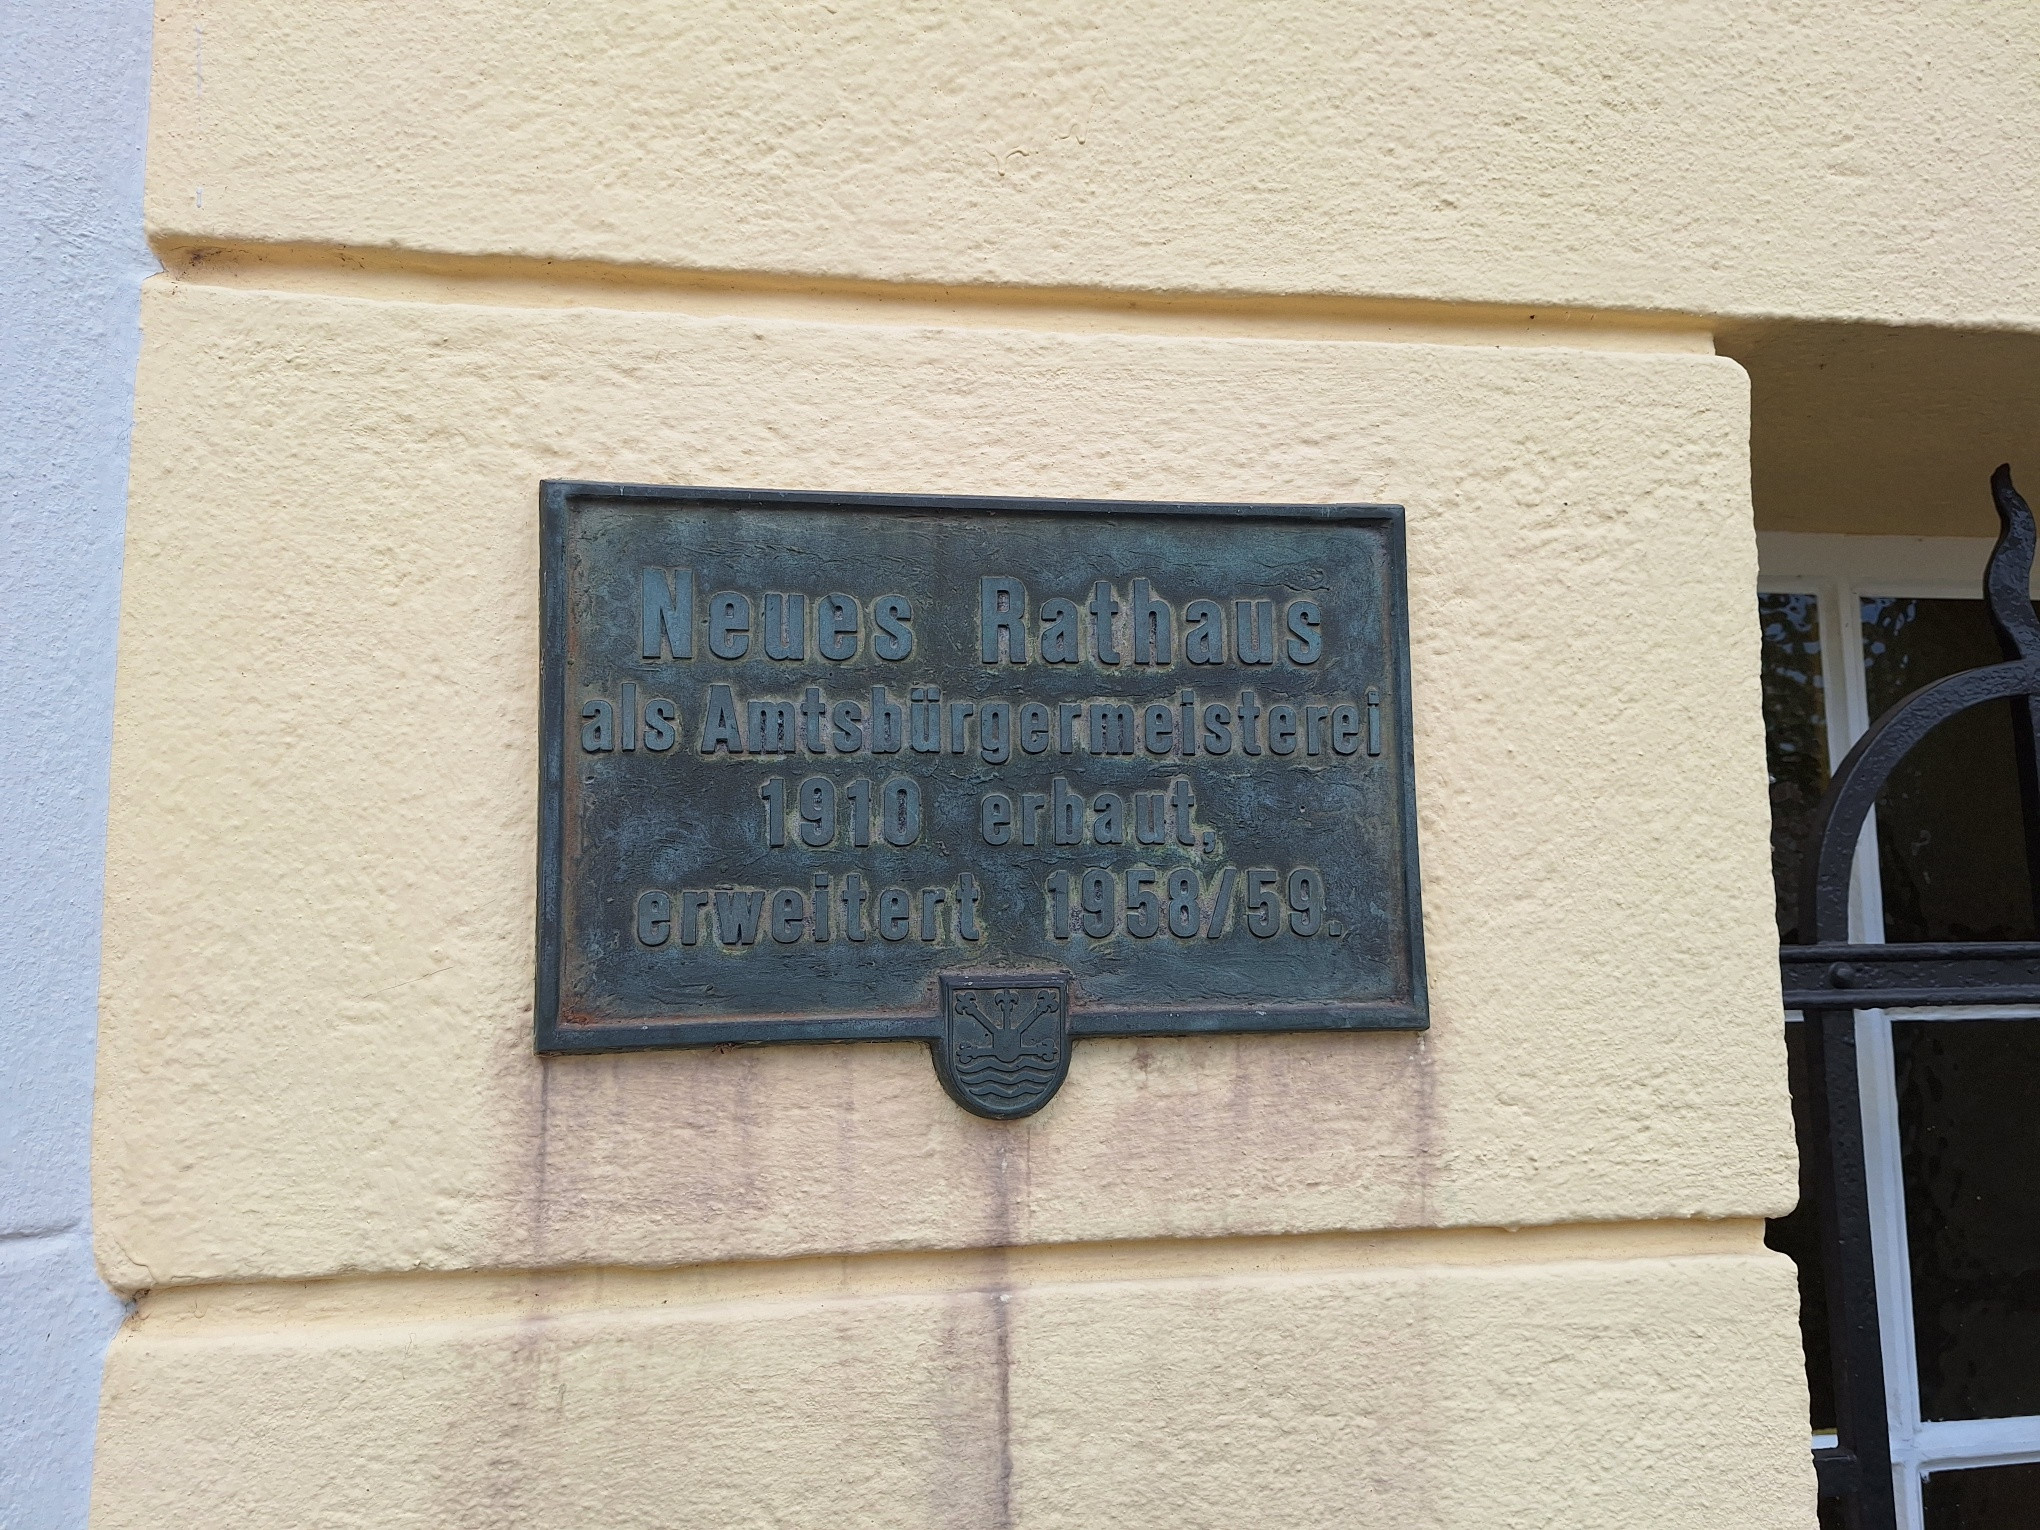 Neues Rathaus
als Amtsbürgermeisterei
1910 erbaut,
erweitert 1958/59.